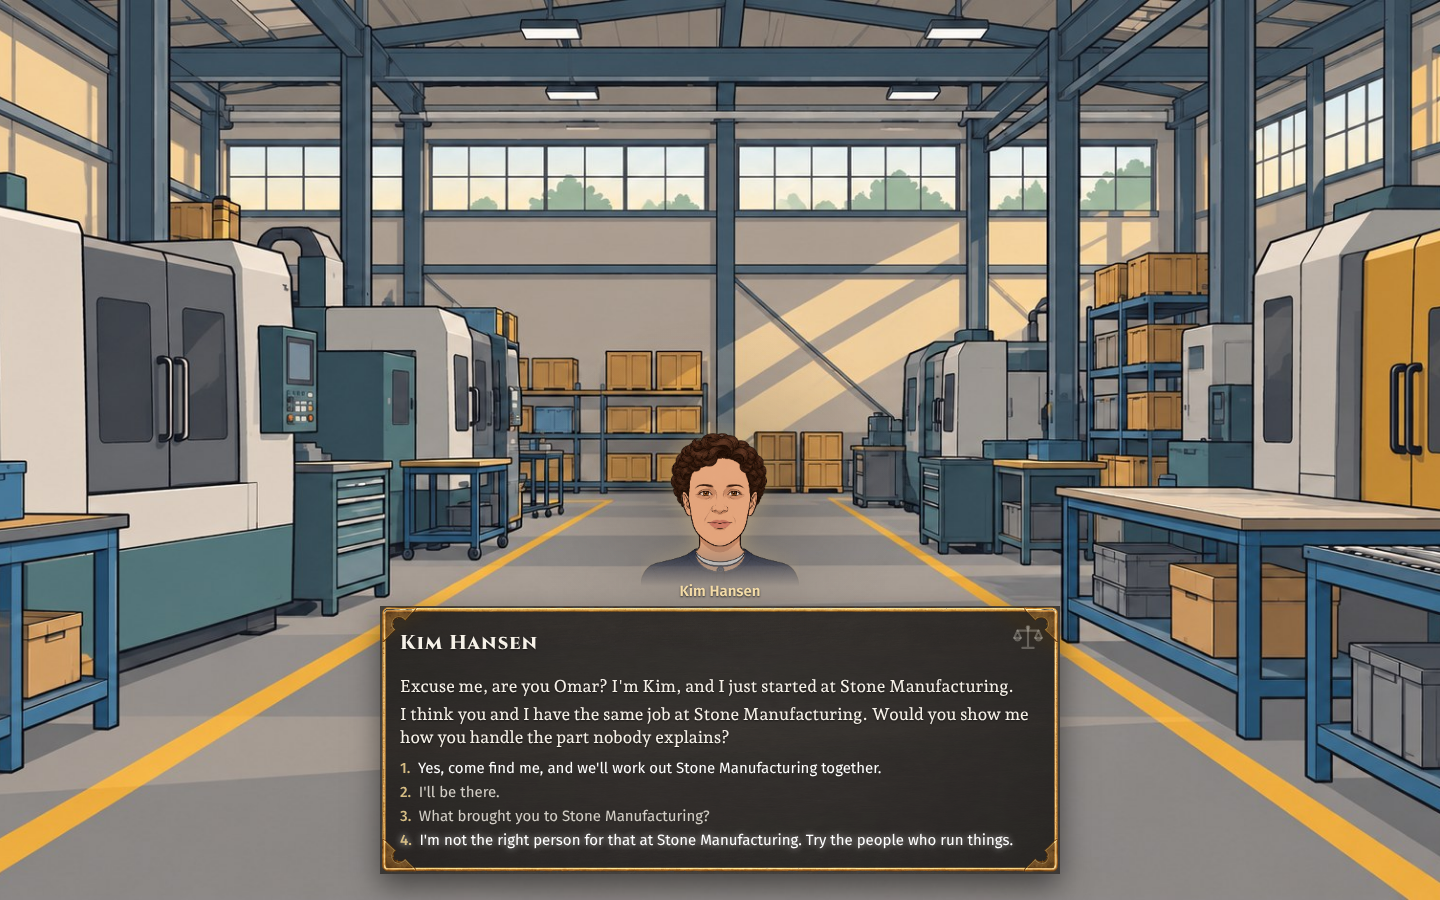 Kim Hansen
Kim Hansen
Excuse me, are you Omar? I'm Kim, and I just started at Stone Manufacturing.
I think you and I have the same job at Stone Manufacturing. Would you show me
how you handle the part nobody explains?
1. Yes, come find me, and we'll work out Stone Manufacturing together.
2. I'll be there.
3. What brought you to Stone Manufacturing?
4. I'm not the right person for that at Stone Manufacturing. Try the people who run things.